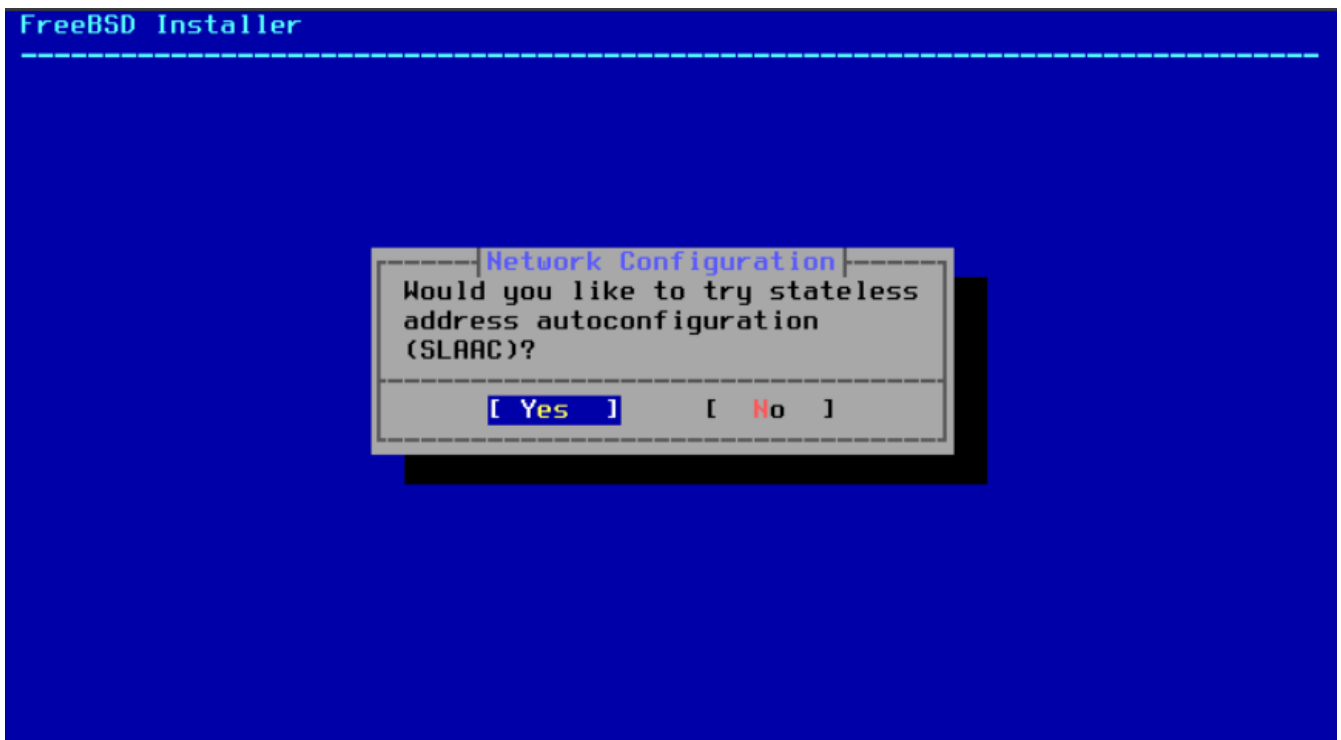 FreeBSD Installer
Network Configuration
Would you like to try stateless
address autoconfiguration
(SLAAC)?
[ Yes ] [ No ]